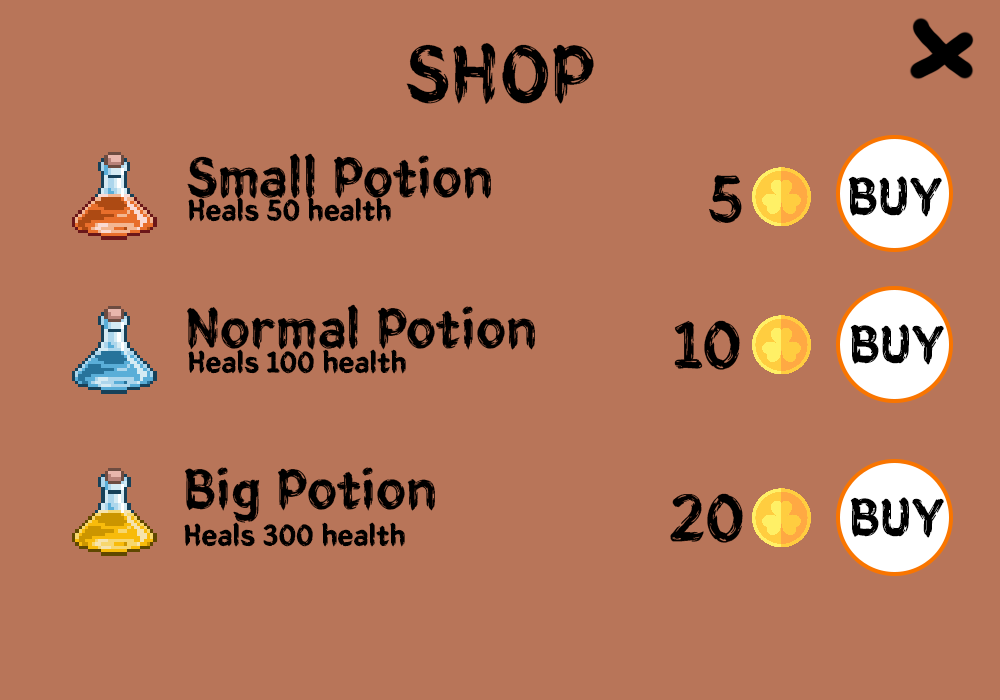 SHOP
Small Potion
Heals 50 health
5
BUY
Normal Potion
Heals 100 health
10
BUY
Big Potion
Heals 300 health
20
BUY